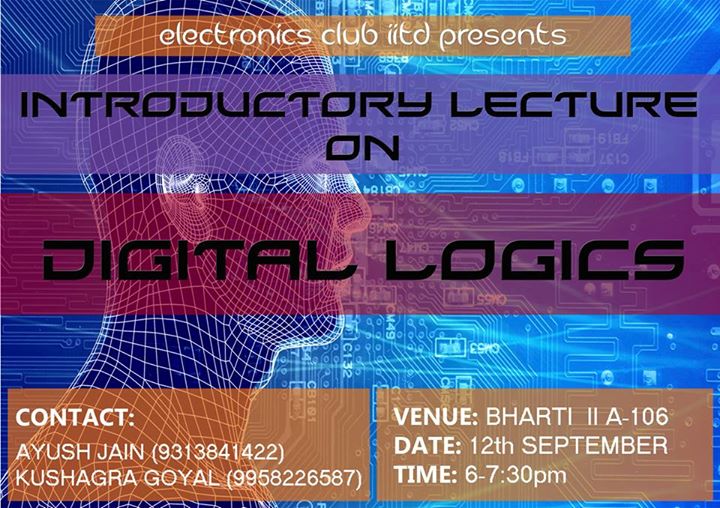 electronics club iitd presents
INTRODUCTORY LECTURE
ON
DIGITAL LOGICS
CONTACT:
AYUSH JAIN (9313841422)
KUSHAGRA GOYAL (9958226587)
VENUE: BHARTI II A-106
DATE: 12th SEPTEMBER
TIME: 6-7:30pm